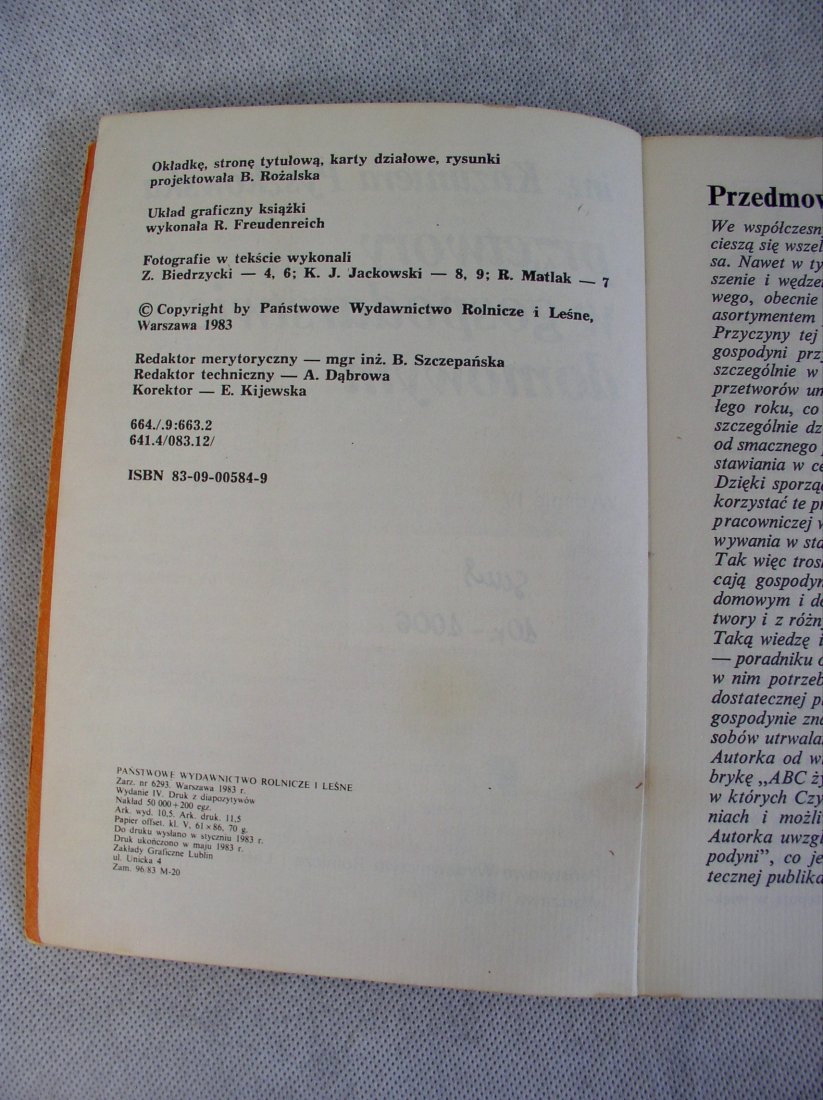 Okładkę, stronę tytułową, karty działowe, rysunki
projektowała B. Rożalska
Układ graficzny książki
wykonała R. Freudenreich
Fotografie w tekście wykonali
Z. Biedrzycki — 4, 6; K. J. Jackowski — 8, 9; R. Matlak — 7
© Copyright by Państwowe Wydawnictwo Rolnicze i Leśne,
Warszawa 1983
Redaktor merytoryczny — mgr inż. B. Szczepańska
Redaktor techniczny — A. Dąbrowa
Korektor — E. Kijewska
664./.9:663.2
641.4/083.12/
ISBN 83-09-00584-9
PAŃSTWOWE WYDAWNICTWO ROLNICZE I LEŚNE
Zarz. nr 6293. Warszawa 1983 r.
Wydanie IV. Druk z diapozytywów
Nakład 50 000 + 200 egz.
Ark. wyd. 10,5. Ark. druk. 11,5
Papier offset. kl. V, 61 × 86, 70 g.
Do druku wysłano w styczniu 1983 r.
Druk ukończono w maju 1983 r.
Zakłady Graficzne Lublin
ul. Unicka 4
Zam. 96/83 M-20
Przedmow
We współczesn
cieszą się wszel
sa. Nawet w ty
szenie i wędze
wego, obecnie
asortymentem
Przyczyny tej
gospodyni prz
szczególnie w
przetworów un
łego roku, co
szczególnie dz
od smacznego
stawiania w ce
Dzięki sporzą
korzystać te p
pracowniczej w
wywania w sta
Tak więc tros
cają gospodyn
domowym i do
twory i z różn
Taką wiedzę i
— poradniku
w nim potrzeb
dostatecznej p
gospodynie zna
sobów utrwala
Autorka od w
brykę „ABC ży
w których Czy
niach i możli
Autorka uwzgl
podyni”, co je
tecznej publika